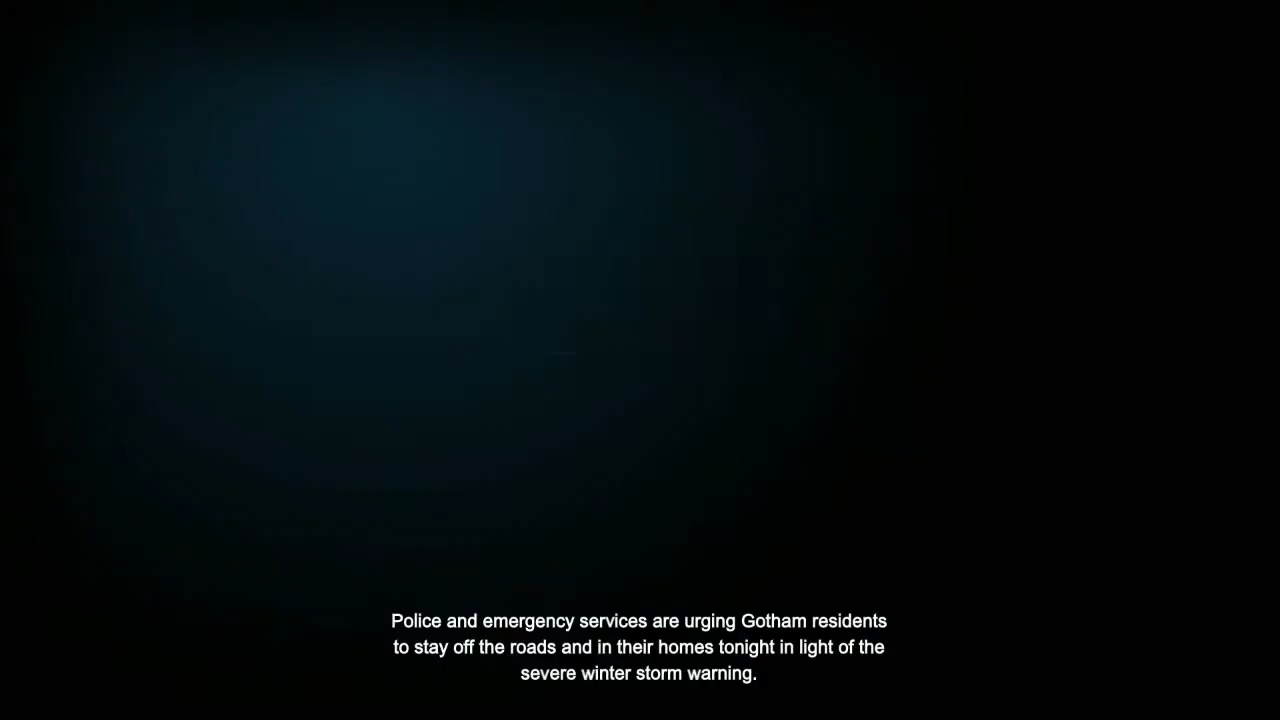 Police and emergency services are urging Gotham residents
to stay off the roads and in their homes tonight in light of the
severe winter storm warning.